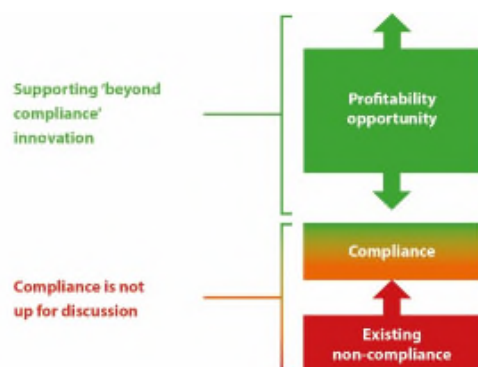 Supporting ‘beyond
compliance’
innovation
Profitability
opportunity
Compliance
Compliance is not
up for discussion
Existing
non-compliance